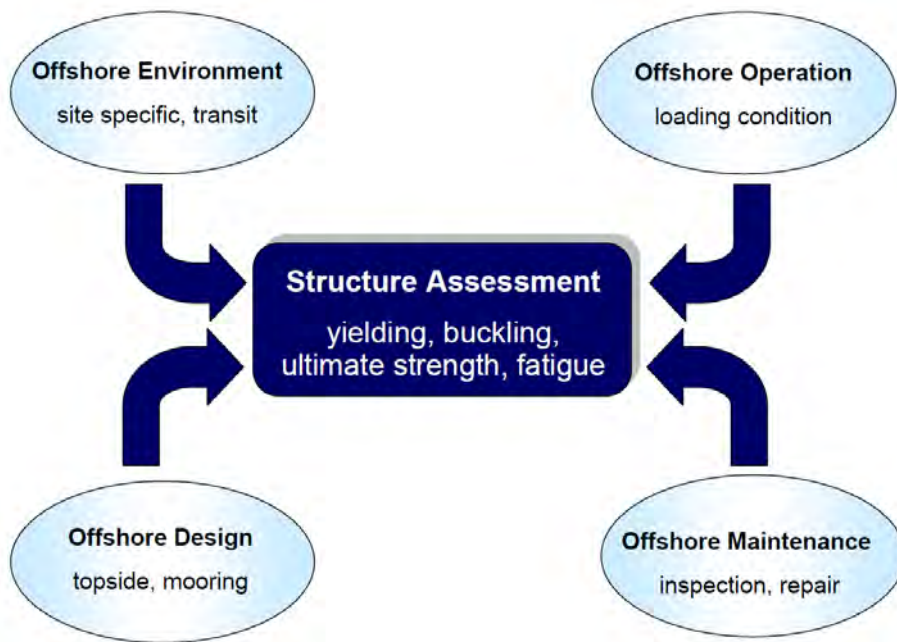 Offshore Environment
site specific, transit
Offshore Operation
loading condition
Structure Assessment
yielding, buckling,
ultimate strength, fatigue
Offshore Design
topside, mooring
Offshore Maintenance
inspection, repair